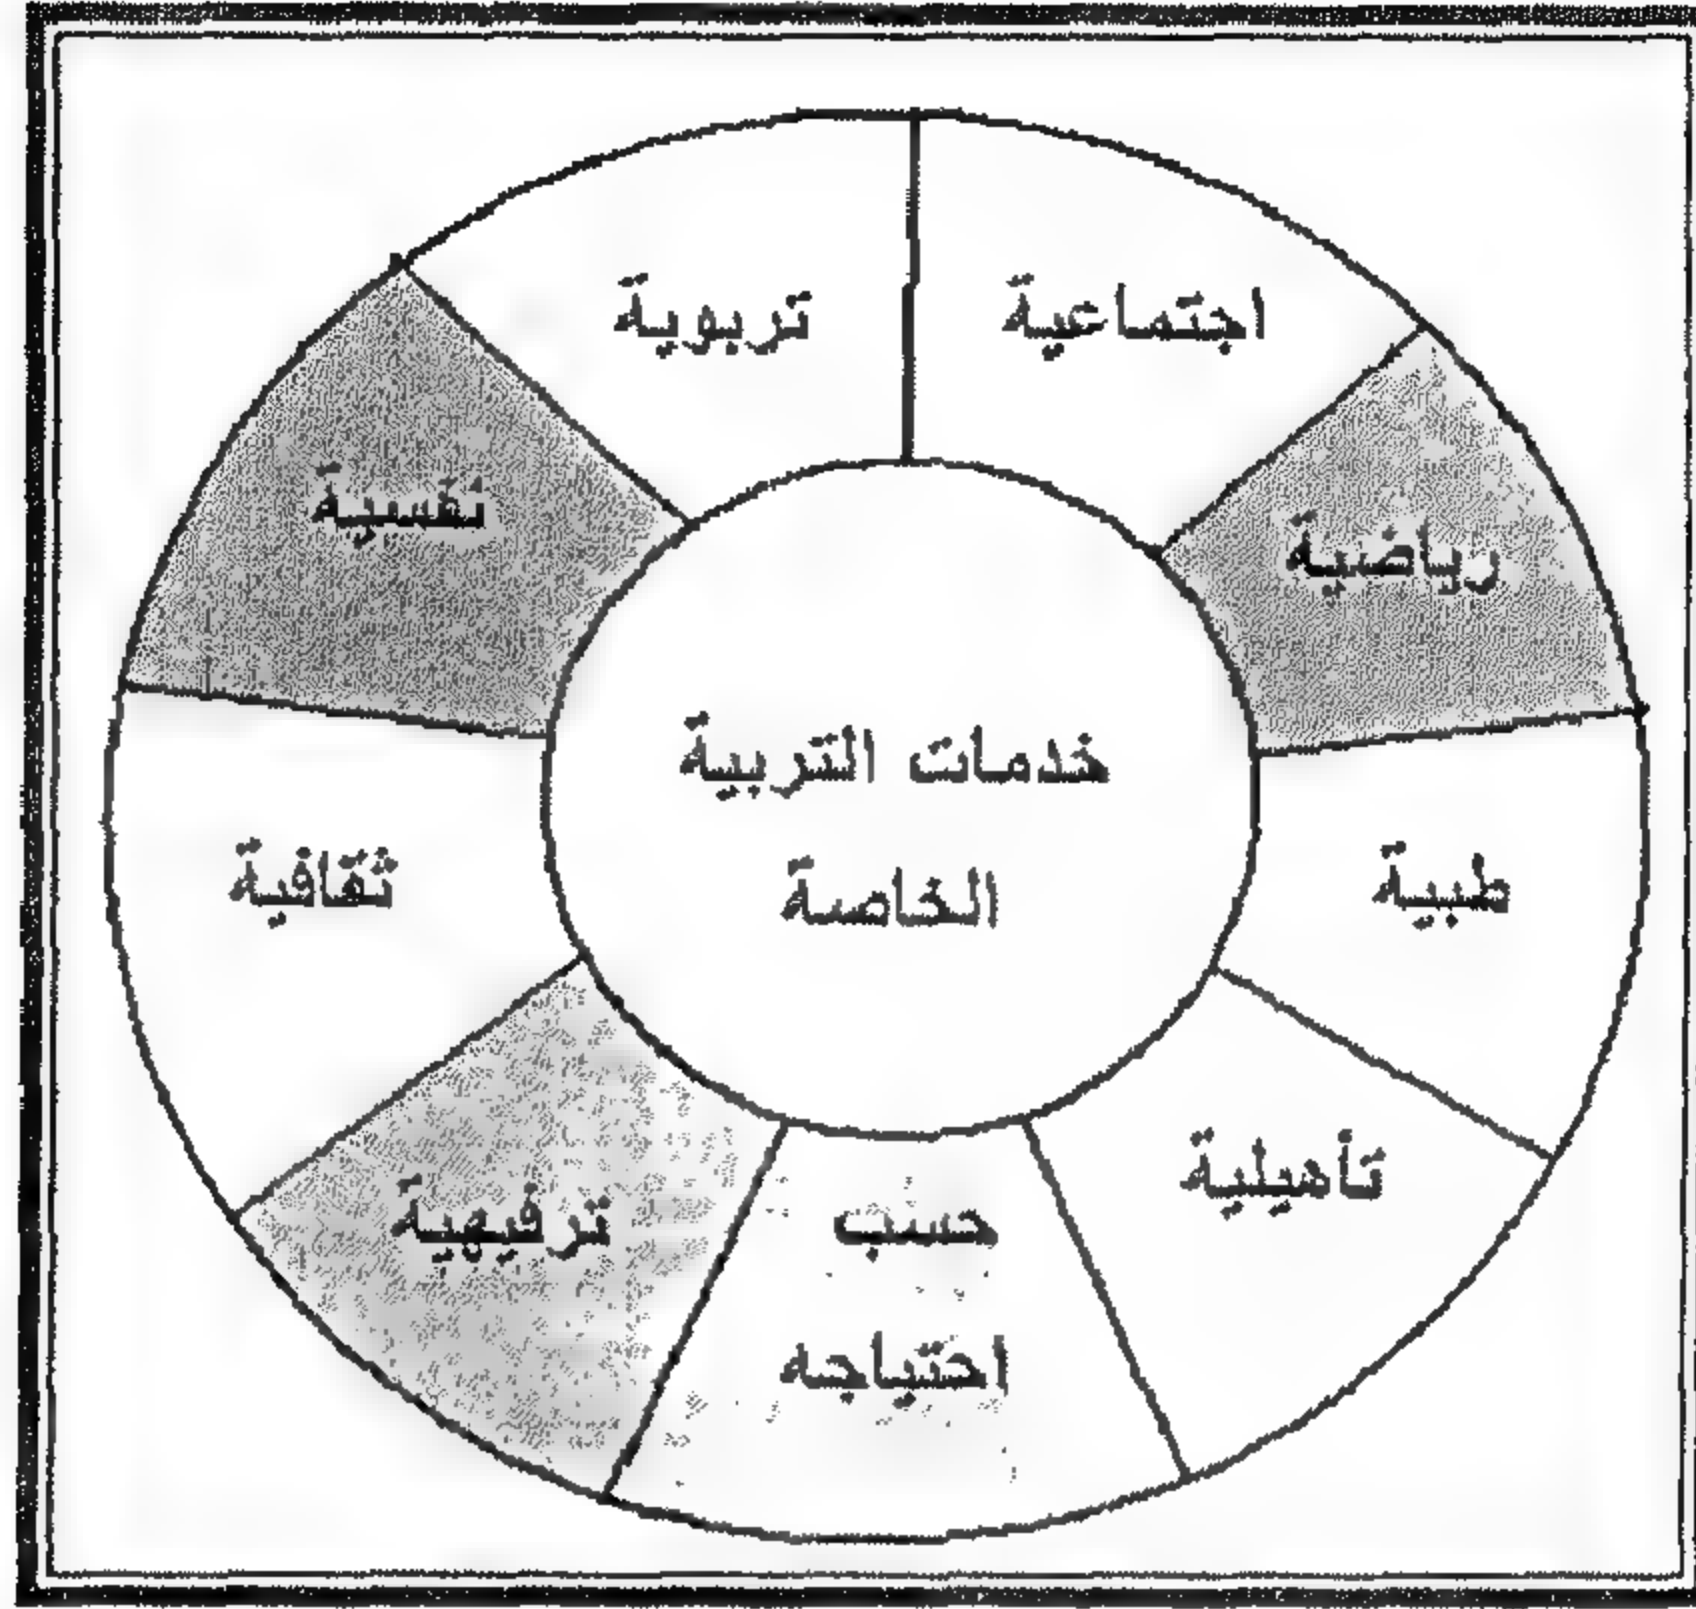 اجتماعية
تربوية
نفسية
رياضية
خدمات التربية
الخاصة
ثقافية
طبية
تأهيلية
ترفيهية
حسب
احتياجه